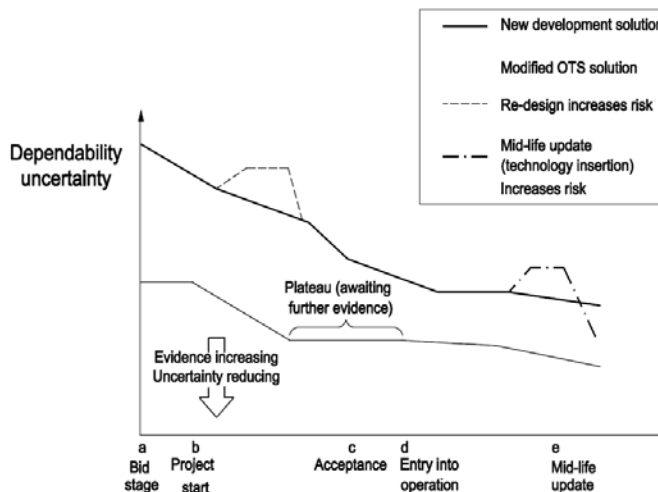 New development solution
Modified OTS solution
Re-design increases risk
Mid-life update
(technology insertion)
Increases risk
Dependability
uncertainty
Plateau (awaiting
further evidence)
Evidence increasing
Uncertainty reducing
a b c d e
Bid
stage
Project
start
Acceptance
Entry into
operation
Mid-life
update